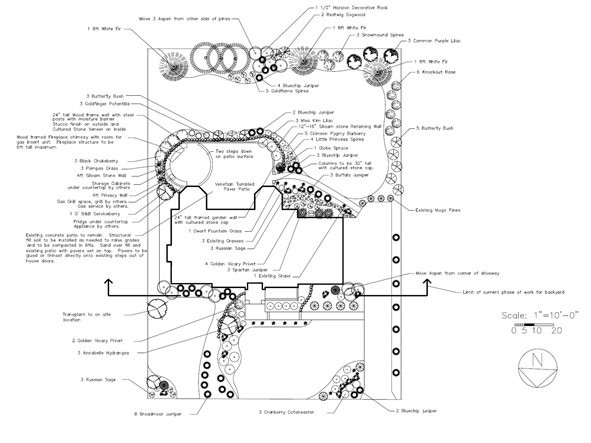 1 1/2" Horizon Decorative Rock
2 Redtwig Dogwood
1 8ft White Fir
3 Snowmound Spirea
3 Common Purple Lilac
1 8ft White Fir
6 Knockout Rose
Move 3 Aspen from other side of pines
1 8ft White Fir
4 Bluechip Juniper
5 Goldflame Spirea
3 Butterfly Bush
3 Goldfinger Potentilla
24" tall Wood frame wall with steel
posts with moisture barrier
Stucco finish on outside and
Cultured Stone Veneer on inside
Wood framed Fireplace chimney with room for
gas insert unit. Fireplace structure to be
8ft tall maximum.
2 Bluechip Juniper
3 Miss Kim Lilac
12"-16" Siloam stone Retaining Wall
5 Crimson Pygmy Barberry
4 Little Princess Spirea
1 Globe Spruce
Columns to be 30" tall
with cultured stone cap
3 Bluechip Juniper
3 Buffalo Juniper
5 Butterfly Bush
Two steps down
on patio surface
3 Black Chokeberry
3 Pampas Grass
4ft Siloam Stone Wall
Storage Cabinets
under countertop by others
6ft Privacy Wall
Gas Grill space, grill by others
Gas service by others.
1 5' B&B Serviceberry
Fridge under countertop
Appliance by others
Venetian Tumbled
Paver Patio
Existing Mugo Pines
Existing concrete patio to remain. Structural
fill soil to be installed as needed to raise grades
and to be compacted in lifts. Sand over fill and
existing patio with pavers set on top. Pavers to be
glued or thinset directly onto existing steps out of
house doors.
24" tall framed garden wall
with cultured stone cap
1 Dwarf Fountain Grass
3 Existing Grasses
3 Russian Sage
4 Golden Vicary Privet
3 Spartan Juniper
1 Existing Grass
Move Aspen from corner of driveway
Limit of current phase of work for backyard
Transplant to on site
location
2 Golden Vicary Privet
3 Annabelle Hydrangea
3 Russian Sage
8 Broadmoor Juniper
3 Cranberry Cotoneaster
2 Bluechip Juniper
Scale: 1"=10'-0"
0 5 10 20
N